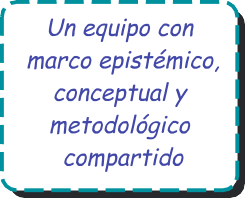 Un equipo con
marco epistémico,
conceptual y
metodológico
compartido